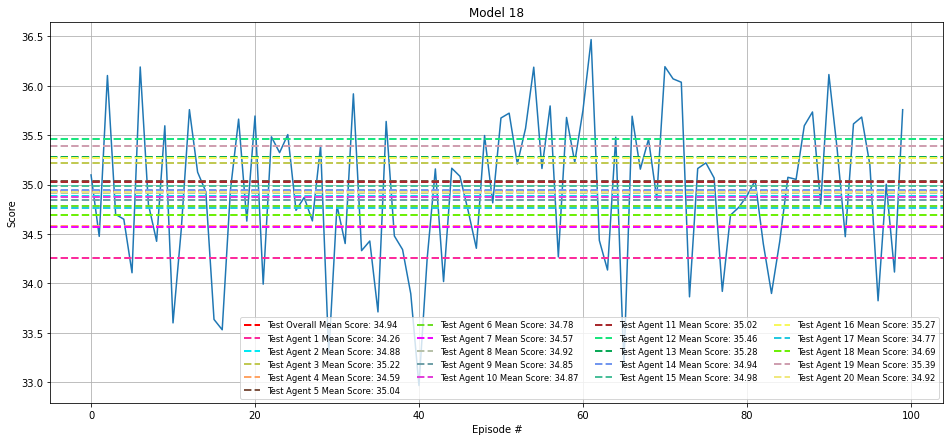 Model 18
36.5
36.0
35.5
35.0
34.5
34.0
33.5
33.0
Score
0
20
40
60
80
100
Episode #
Test Overall Mean Score: 34.94
Test Agent 1 Mean Score: 34.26
Test Agent 2 Mean Score: 34.88
Test Agent 3 Mean Score: 35.22
Test Agent 4 Mean Score: 34.59
Test Agent 5 Mean Score: 35.04
Test Agent 6 Mean Score: 34.78
Test Agent 7 Mean Score: 34.57
Test Agent 8 Mean Score: 34.92
Test Agent 9 Mean Score: 34.85
Test Agent 10 Mean Score: 34.87
Test Agent 11 Mean Score: 35.02
Test Agent 12 Mean Score: 35.46
Test Agent 13 Mean Score: 35.28
Test Agent 14 Mean Score: 34.94
Test Agent 15 Mean Score: 34.98
Test Agent 16 Mean Score: 35.27
Test Agent 17 Mean Score: 34.77
Test Agent 18 Mean Score: 34.69
Test Agent 19 Mean Score: 35.39
Test Agent 20 Mean Score: 34.92